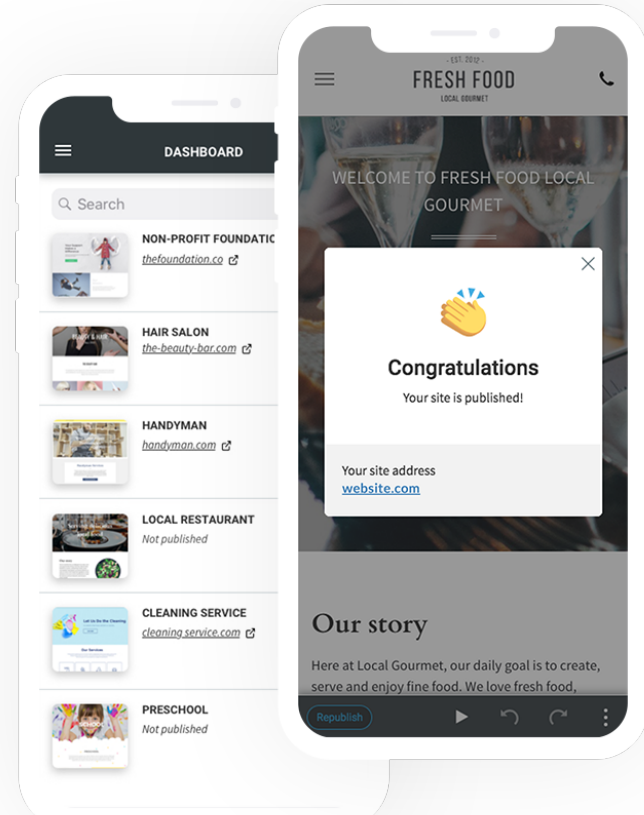 DASHBOARD
Search
NON-PROFIT FOUNDATIO
thefoundation.co
HAIR SALON
the-beauty-bar.com
HANDYMAN
handyman.com
LOCAL RESTAURANT
Not published
CLEANING SERVICE
cleaning service.com
PRESCHOOL
Not published
- EST. 2017 -
FRESH FOOD
LOCAL GOURMET
WELCOME TO FRESH FOOD LOCAL
GOURMET
Congratulations
Your site is published!
Your site address
website.com
Our story
Here at Local Gourmet, our daily goal is to create,
serve and enjoy fine food. We love fresh food,
Republish